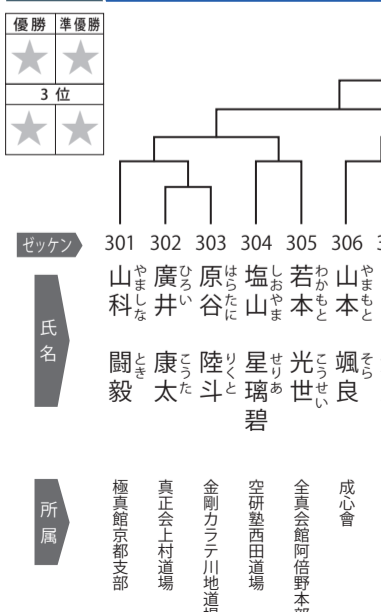 優勝 準優勝
3 位
ゼッケン 301 302 303 304 305 306
氏名
山科 闘毅
やましな とき
廣井 康太
ひろい こうた
原谷 陸斗
はらたに りくと
塩山 星璃碧
しおやま せりあ
若本 光世
わかもと こうせい
山本 颯良
やまもと そら
所属
極真館京都支部
真正会上村道場
金剛カラテ川地道場
空研塾西田道場
全真会館阿倍野本部
成心會